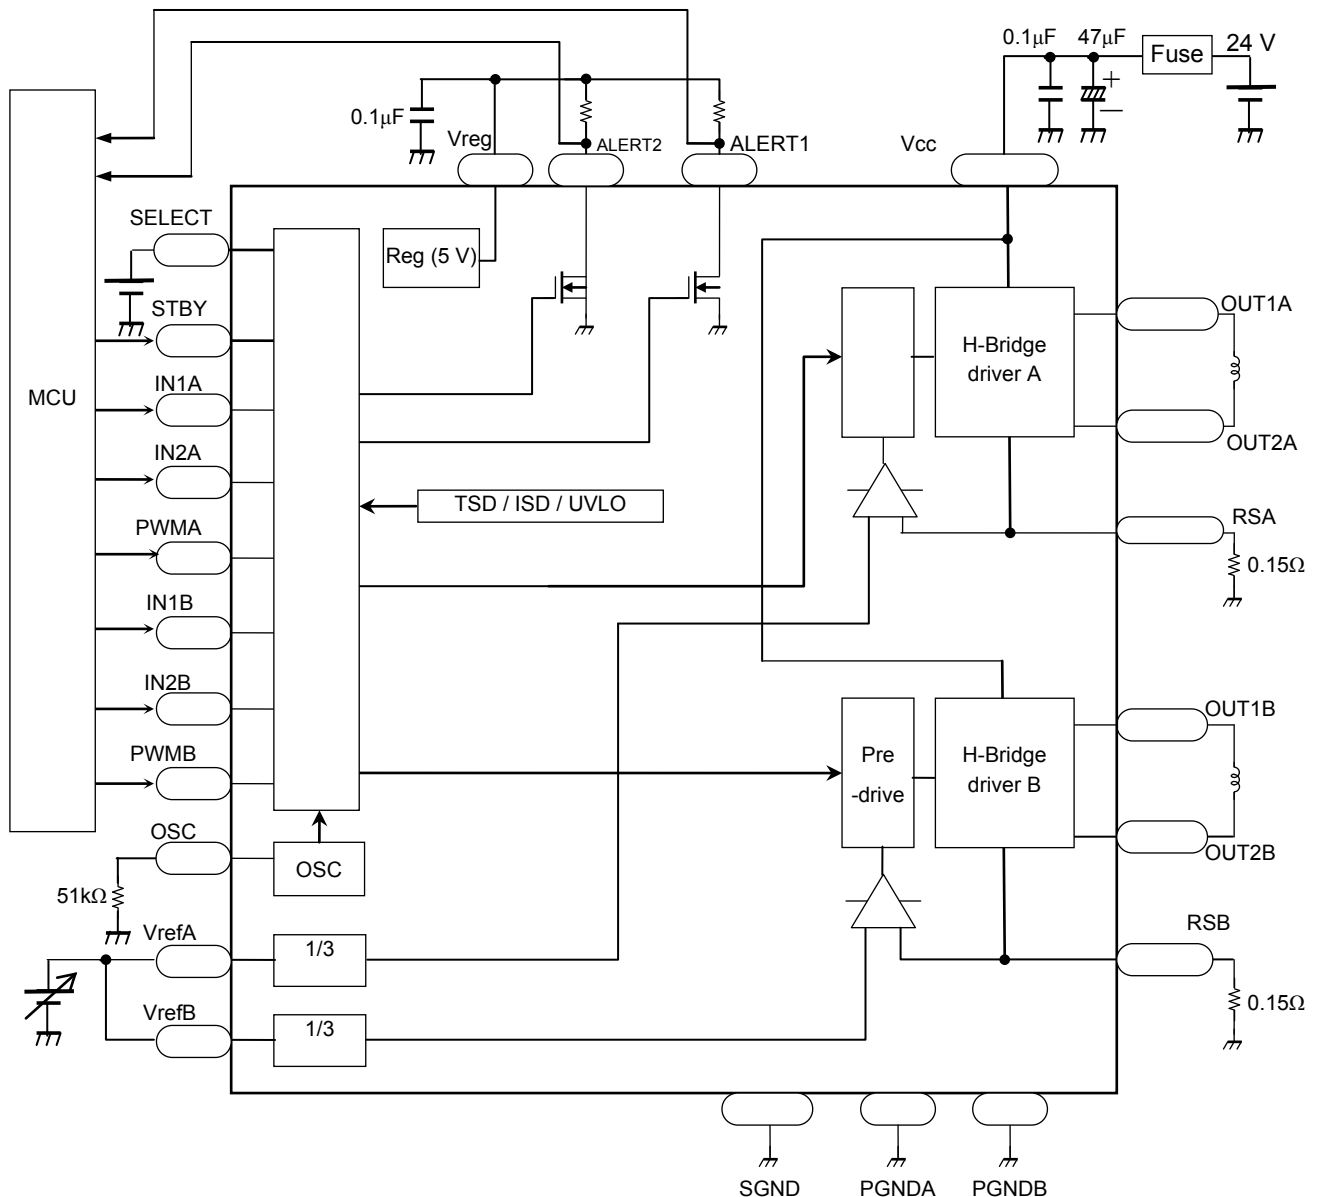 0.1μF
47μF
Fuse
24 V
0.1μF
Vreg
ALERT2
ALERT1
Vcc
SELECT
Reg (5 V)
STBY
OUT1A
H-Bridge
driver A
MCU
IN1A
OUT2A
IN2A
TSD / ISD / UVLO
RSA
PWMA
0.15Ω
IN1B
IN2B
OUT1B
PWMB
Pre
-drive
H-Bridge
driver B
OSC
OSC
OUT2B
51kΩ
VrefA
1/3
RSB
VrefB
1/3
0.15Ω
SGND
PGNDA
PGNDB